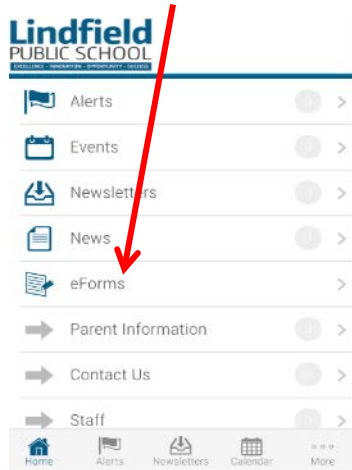 Lindfield
PUBLIC SCHOOL
EXCELLENCE - INNOVATION - OPPORTUNITY - SUCCESS
Alerts
Events
Newsletters
News
eForms
Parent Information
Contact Us
Staff
Home Alerts Newsletters Calendar More